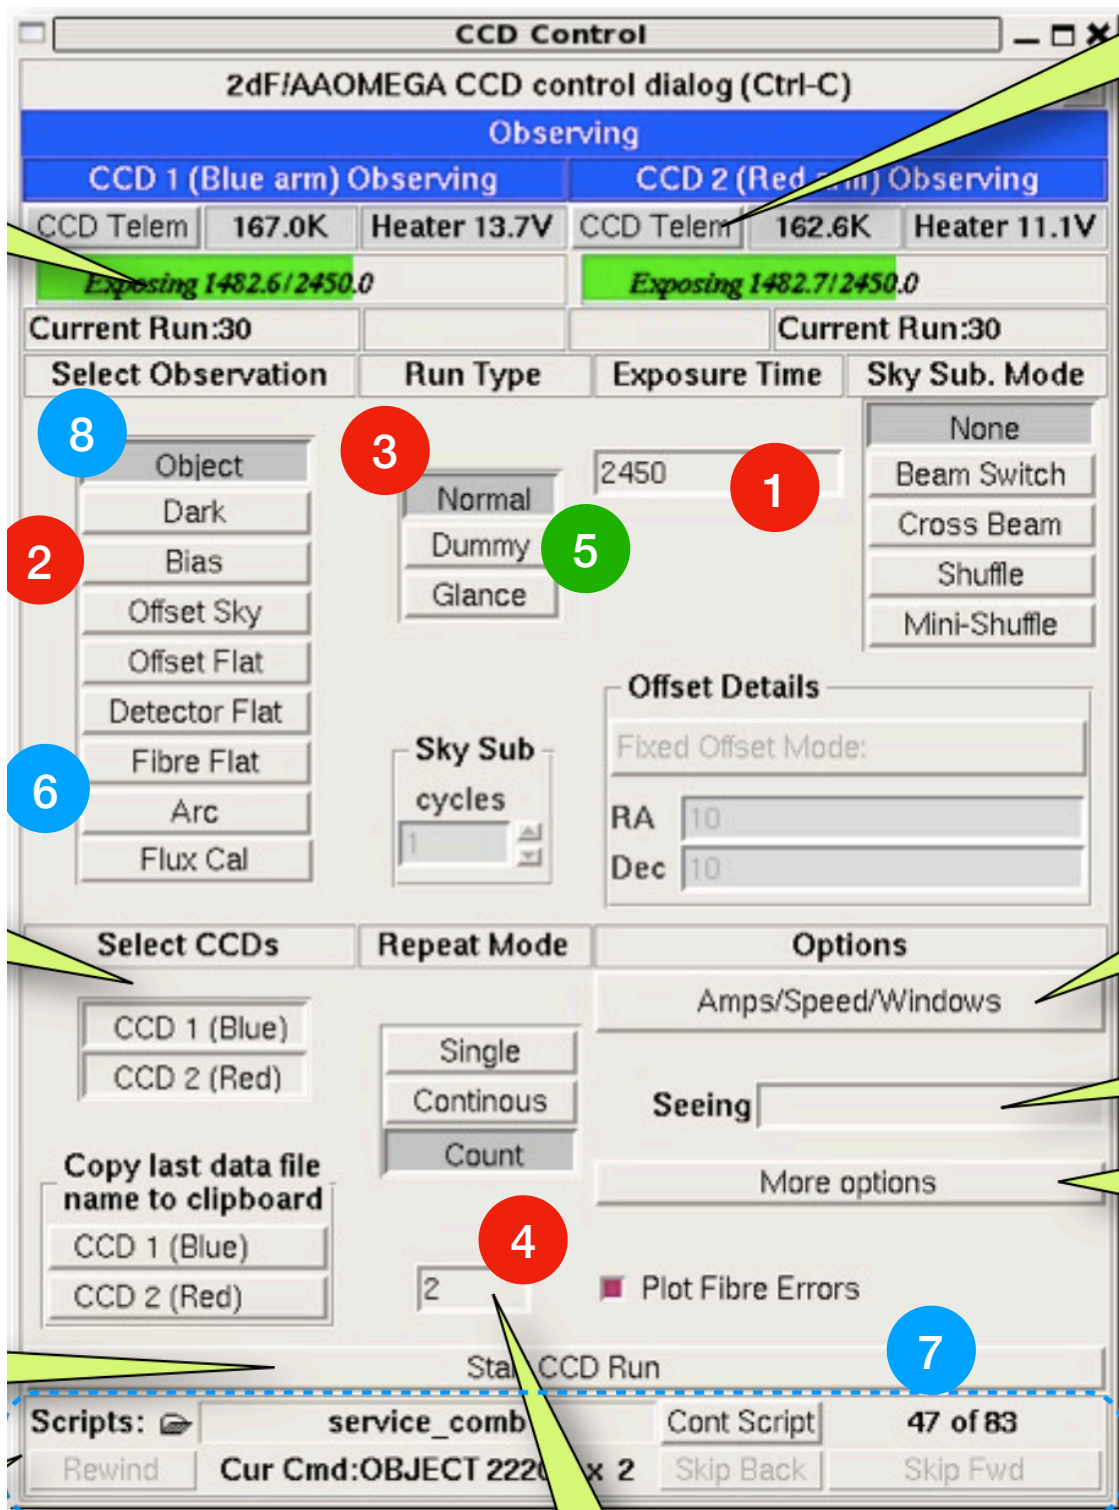 CCD Control
2dF/AAOMEGA CCD control dialog (Ctrl-C)
Observing
CCD 1 (Blue arm) Observing CCD 2 (Red arm) Observing
CCD Telem 167.0K Heater 13.7V CCD Telem 162.6K Heater 11.1V
Exposing 1482.6/2450.0 Exposing 1482.7/2450.0
Current Run:30 Current Run:30
Select Observation Run Type Exposure Time Sky Sub. Mode
8
Object
Dark
2
Bias
Offset Sky
Offset Flat
Detector Flat
Fibre Flat
6
Arc
Flux Cal
3
Normal
Dummy
5
Glance
2450
1
None
Beam Switch
Cross Beam
Shuffle
Mini-Shuffle
Sky Sub
cycles
1
Offset Details
Fixed Offset Mode:
RA 10
Dec 10
Select CCDs Repeat Mode Options
CCD 1 (Blue)
CCD 2 (Red)
Single
Continous
Count
Amps/Speed/Windows
Seeing
More options
Copy last data file
name to clipboard
CCD 1 (Blue)
CCD 2 (Red)
4
2
Plot Fibre Errors
7
CCD Run
Scripts: service_comb Cont Script 47 of 83
Rewind Cur Cmd:OBJECT x 2 Skip Back Skip Fwd